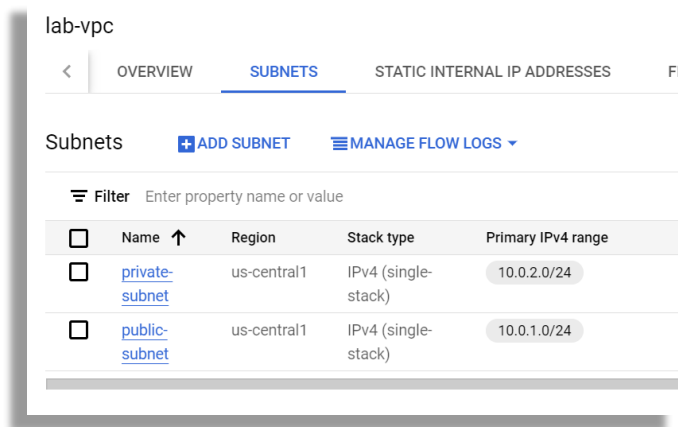 lab-vpc
OVERVIEW SUBNETS STATIC INTERNAL IP ADDRESSES
Subnets ADD SUBNET MANAGE FLOW LOGS
Filter Enter property name or value
Name Region Stack type Primary IPv4 range
private- us-central1 IPv4 (single- 10.0.2.0/24
subnet stack)
public- us-central1 IPv4 (single- 10.0.1.0/24
subnet stack)